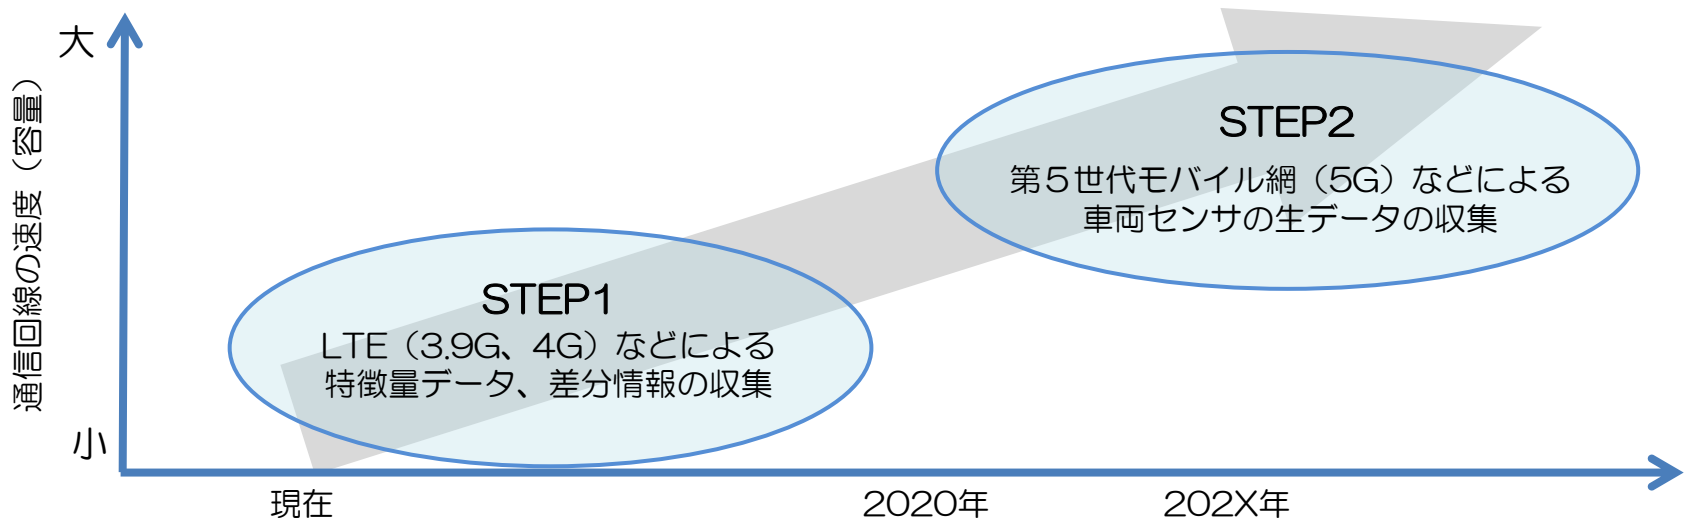 大
通信回線の速度（容量）
小
STEP1
LTE（3.9G、4G）などによる
特徴量データ、差分情報の収集
STEP2
第５世代モバイル網（5G）などによる
車両センサの生データの収集
現在
2020年
202X年